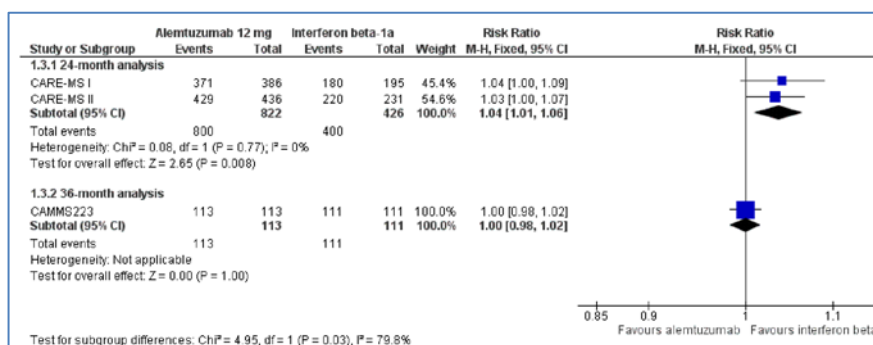 Alemtuzumab 12 mg Interferon beta-1a Risk Ratio Risk Ratio
Study or Subgroup Events Total Events Total Weight M-H, Fixed, 95% CI M-H, Fixed, 95% CI
1.3.1 24-month analysis
CARE-MS I 371 386 180 195 45.4% 1.04 [1.00, 1.09]
CARE-MS II 429 436 220 231 54.6% 1.03 [1.00, 1.07]
Subtotal (95% CI) 822 426 100.0% 1.04 [1.01, 1.06]
Total events 800 400
Heterogeneity: Chi² = 0.08, df = 1 (P = 0.77); I² = 0%
Test for overall effect: Z = 2.65 (P = 0.008)
1.3.2 36-month analysis
CAMMS223 113 113 111 111 100.0% 1.00 [0.98, 1.02]
Subtotal (95% CI) 113 111 100.0% 1.00 [0.98, 1.02]
Total events 113 111
Heterogeneity: Not applicable
Test for overall effect: Z = 0.00 (P = 1.00)
0.85 0.9 1 1.1
Favours alemtuzumab Favours interferon beta
Test for subgroup differences: Chi² = 4.95, df = 1 (P = 0.03), I² = 79.8%